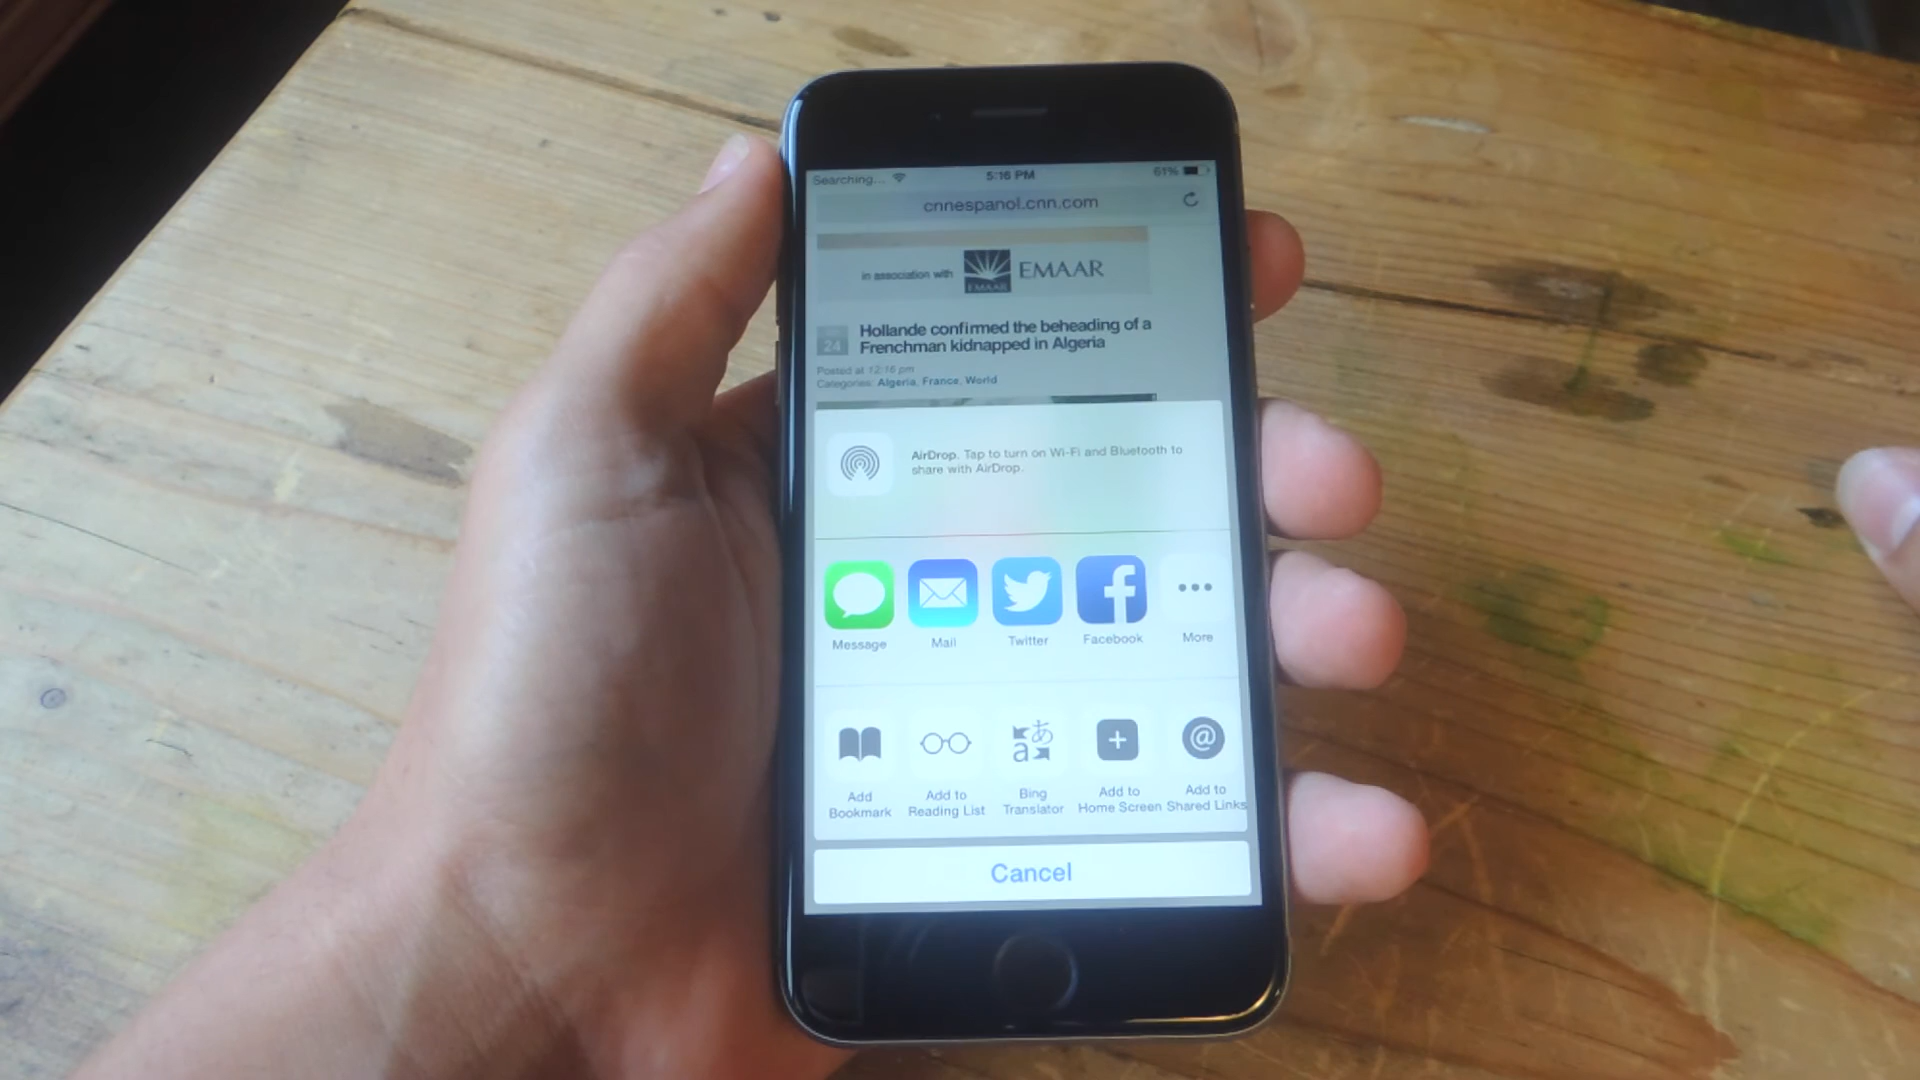 Searching... 5:16 PM 61%
cnnespanol.cnn.com
in association with EMAAR EMAAR
24
Hollande confirmed the beheading of a
Frenchman kidnapped in Algeria
Posted at 12:16 pm
Categories: Algeria, France, World
AirDrop. Tap to turn on Wi-Fi and Bluetooth to
share with AirDrop.
Message Mail Twitter Facebook More
Add Bookmark
Add to Reading List
Bing Translator
Add to Home Screen
Add to Shared Links
Cancel